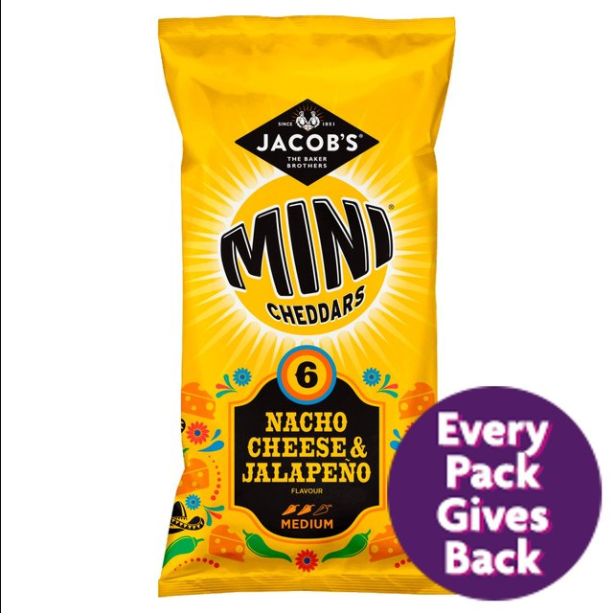 SINCE 1851
JACOB'S
THE BAKER
BROTHERS
MINI®
CHEDDARS
6
NACHO
CHEESE &
JALAPEÑO
FLAVOUR
MEDIUM
Every
Pack
Gives
Back